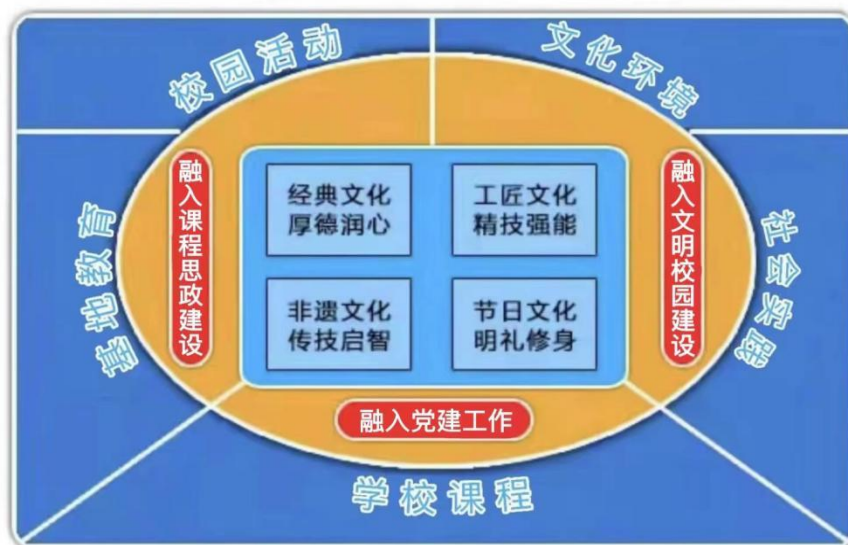 校园活动
文化环境
基地教育
融入课程思政建设
经典文化
厚德润心
工匠文化
精技强能
非遗文化
传技启智
节日文化
明礼修身
融入文明校园建设
社会实践
融入党建工作
学校课程